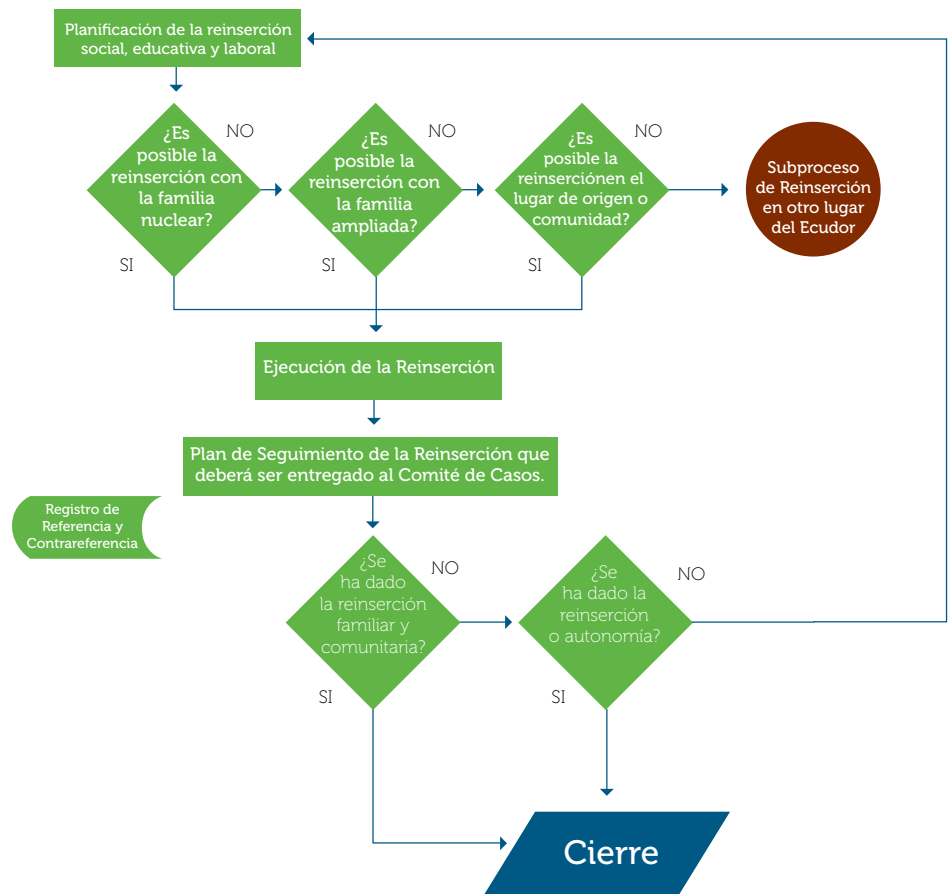 Planificación de la reinserción
social, educativa y laboral
¿Es
posible la
reinserción con
la familia
nuclear?
NO
SI
¿Es
posible la
reinserción con
la familia
ampliada?
NO
SI
¿Es
posible la
reinserciónen el
lugar de origen o
comunidad?
NO
SI
Subproceso
de Reinserción
en otro lugar
del Ecudor
Ejecución de la Reinserción
Plan de Seguimiento de la Reinserción que
deberá ser entregado al Comité de Casos.
Registro de
Referencia y
Contrareferencia
¿Se
ha dado
la reinserción
familiar y
comunitaria?
NO
SI
¿Se
ha dado la
reinserción
o autonomía?
NO
SI
Cierre